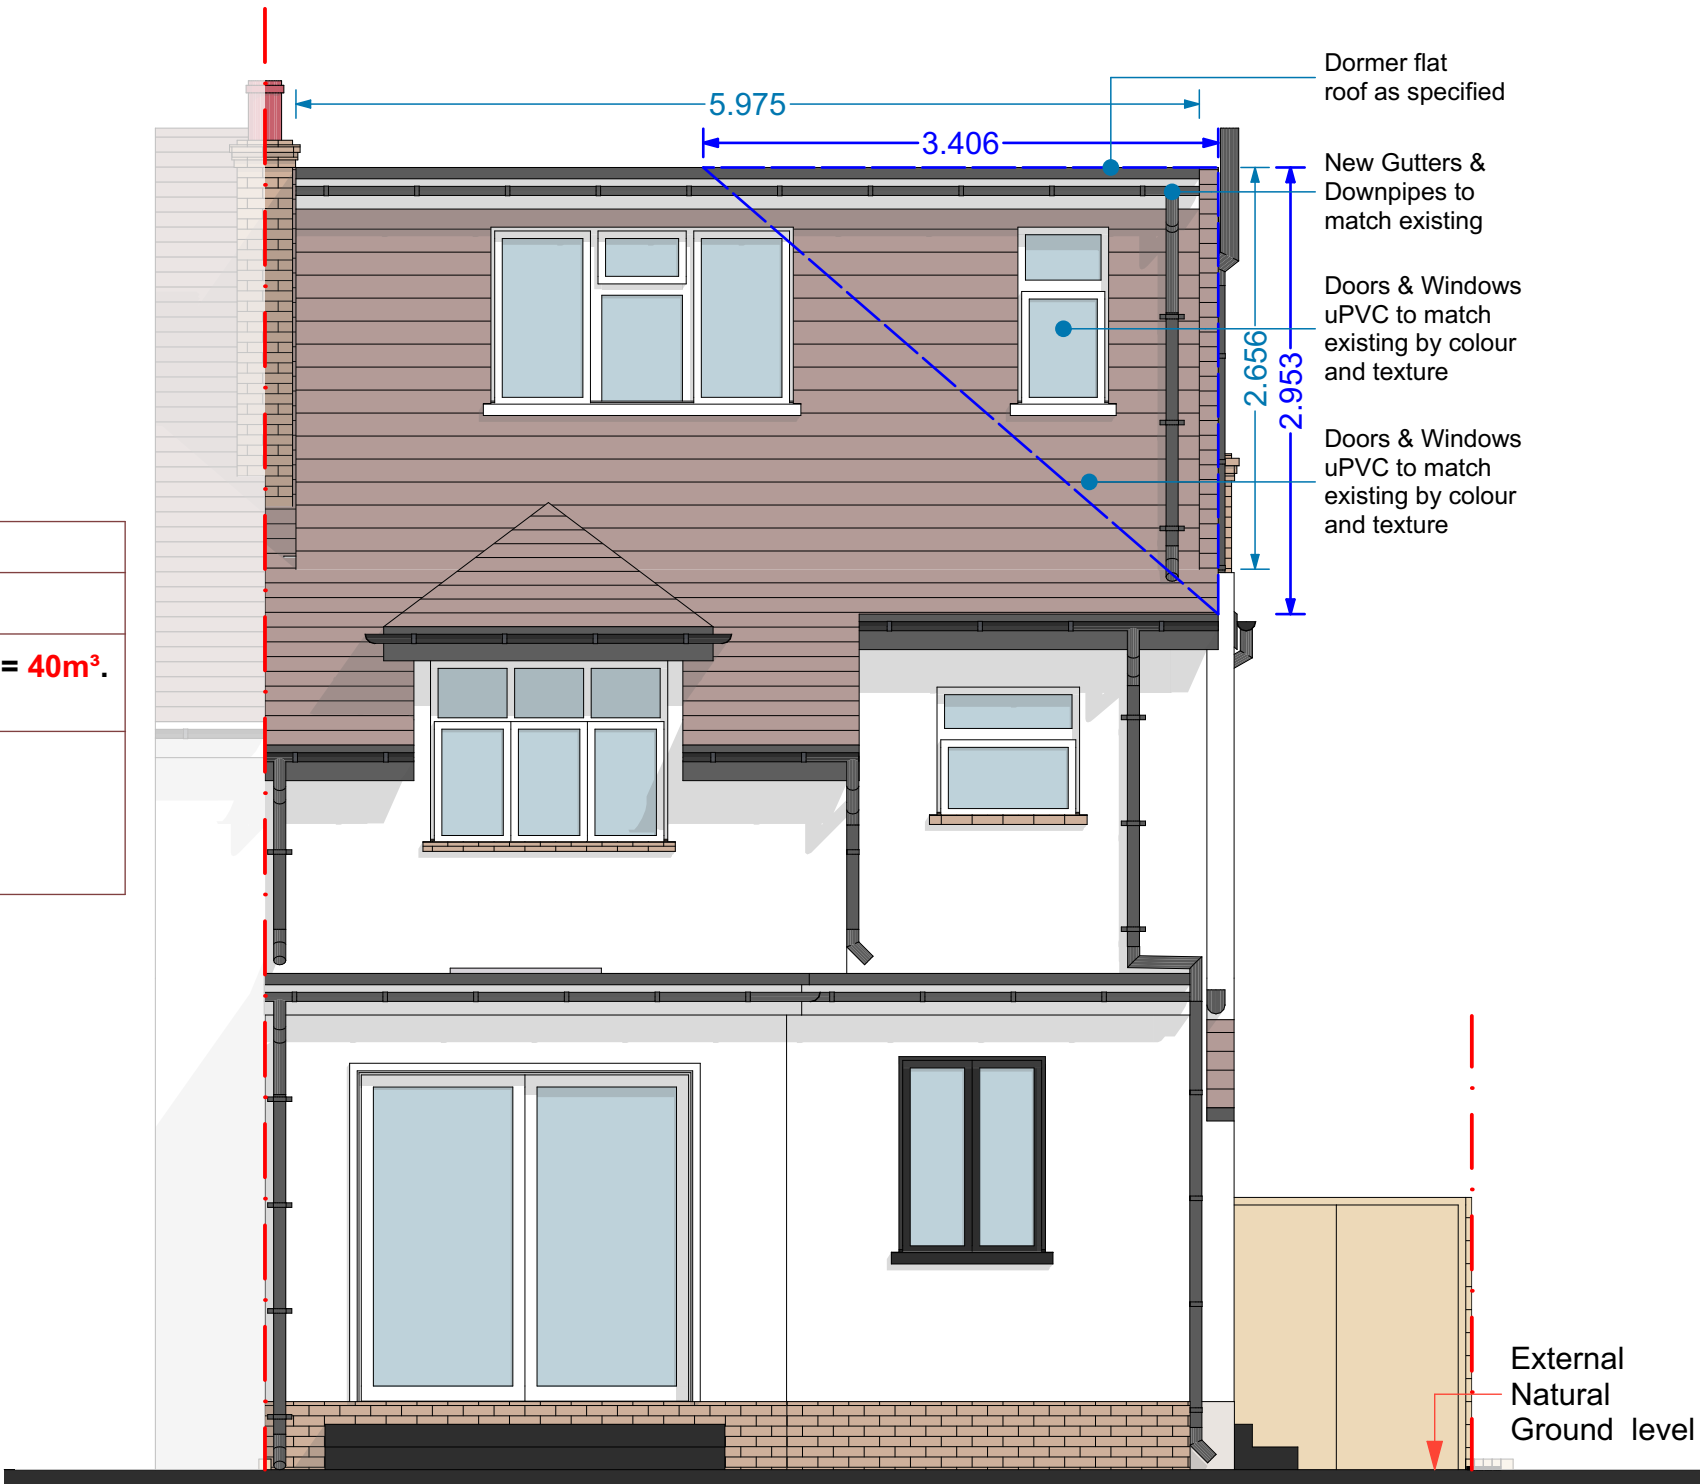 Dormer flat
roof as specified
5.975
3.406
New Gutters &
Downpipes to
match existing
Doors & Windows
uPVC to match
existing by colour
and texture
2.656
2.953
Doors & Windows
uPVC to match
existing by colour
and texture
= 40m³.
External
Natural
Ground level